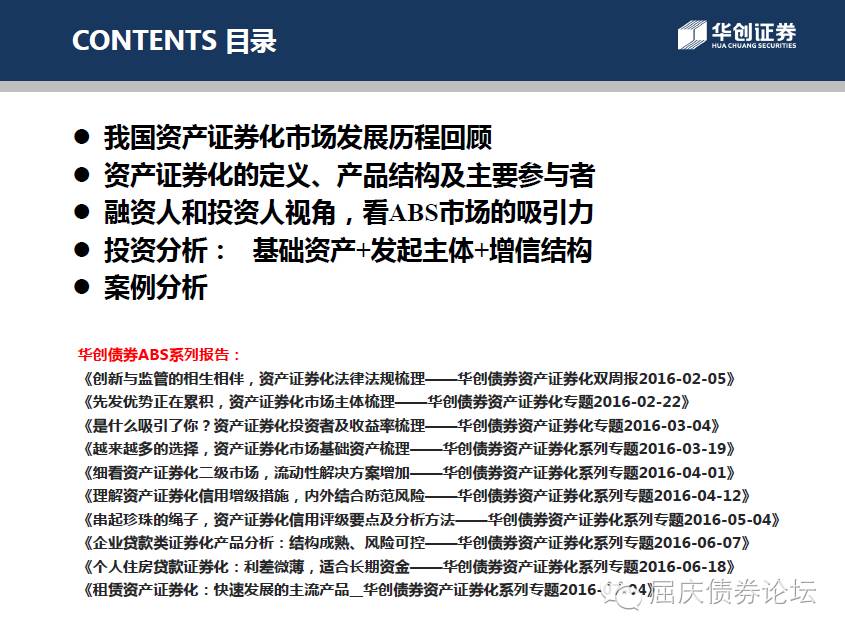 CONTENTS 目录
华创证券
HUA CHUANG SECURITIES
● 我国资产证券化市场发展历程回顾
● 资产证券化的定义、产品结构及主要参与者
● 融资人和投资人视角，看ABS市场的吸引力
● 投资分析： 基础资产+发起主体+增信结构
● 案例分析
华创债券ABS系列报告：
《创新与监管的相生相伴，资产证券化法律法规梳理——华创债券资产证券化双周报2016-02-05》
《先发优势正在累积，资产证券化市场主体梳理——华创债券资产证券化专题2016-02-22》
《是什么吸引了你？资产证券化投资者及收益率梳理——华创债券资产证券化专题2016-03-04》
《越来越多的选择，资产证券化市场基础资产梳理——华创债券资产证券化系列专题2016-03-19》
《细看资产证券化二级市场，流动性解决方案增加——华创债券资产证券化系列专题2016-04-01》
《理解资产证券化信用增级措施，内外结合防范风险——华创债券资产证券化系列专题2016-04-12》
《串起珍珠的绳子，资产证券化信用评级要点及分析方法——华创债券资产证券化系列专题2016-05-04》
《企业贷款类证券化产品分析：结构成熟、风险可控——华创债券资产证券化系列专题2016-06-07》
《个人住房贷款证券化：利差微薄，适合长期资金——华创债券资产证券化系列专题2016-06-18》
《租赁资产证券化：快速发展的主流产品__华创债券资产证券化系列专题2016-
屈庆债券论坛